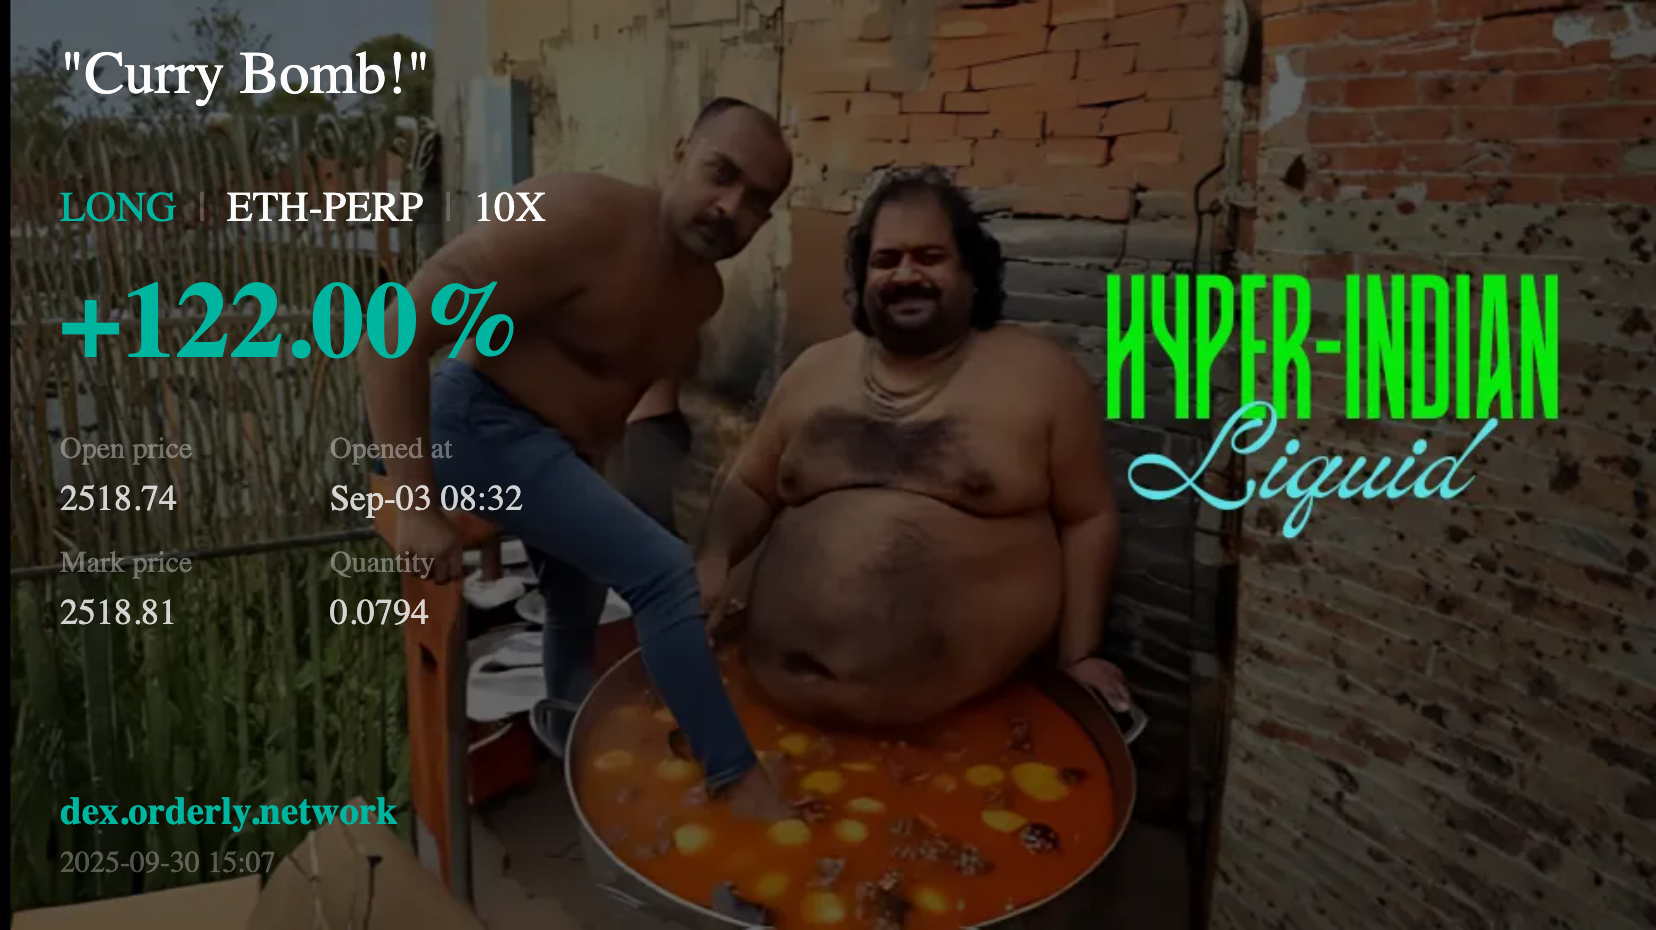 "Curry Bomb!"
LONG | ETH-PERP | 10X
+122.00%
Open price Opened at
2518.74 Sep-03 08:32
Mark price Quantity
2518.81 0.0794
dex.orderly.network
2025-09-30 15:07
HYPER-INDIAN
Liquid